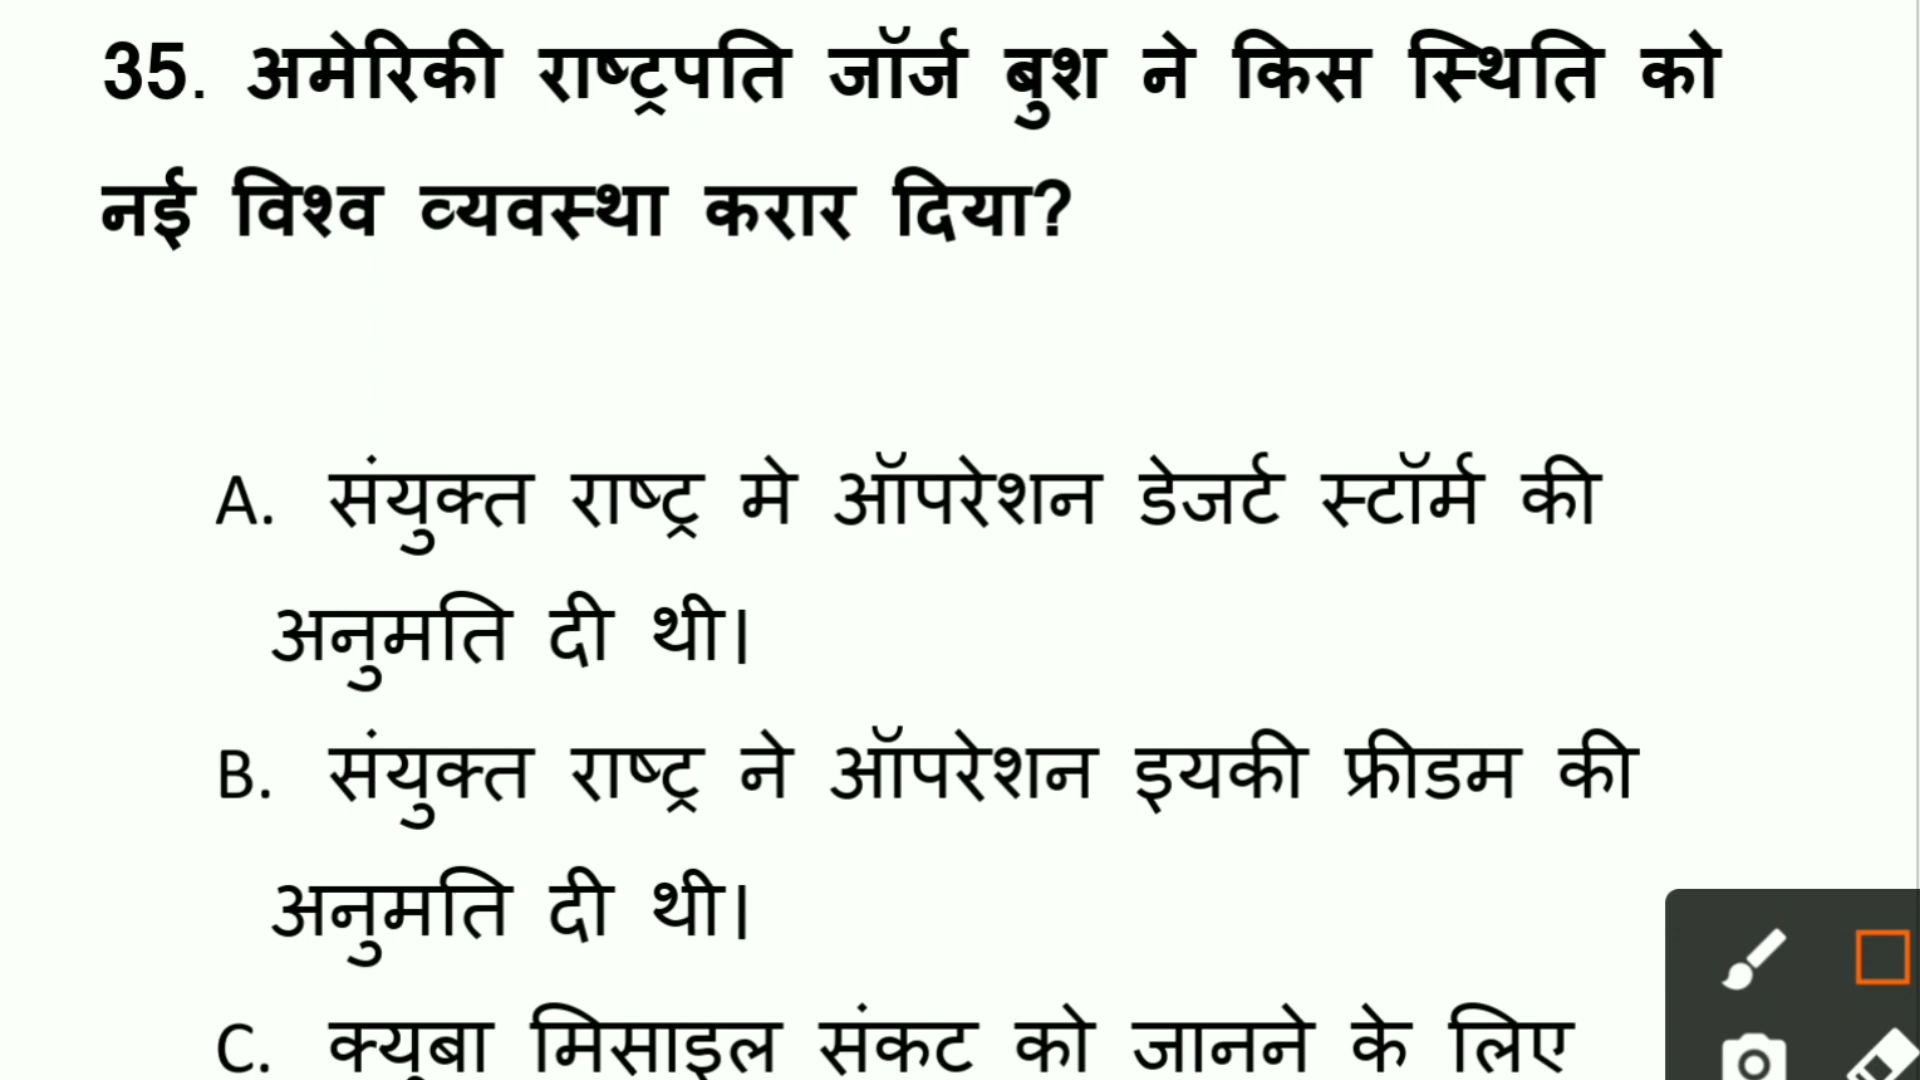 35. अमेरिकी राष्ट्रपति जॉर्ज बुश ने किस स्थिति को
नई विश्व व्यवस्था करार दिया?
A. संयुक्त राष्ट्र मे ऑपरेशन डेजर्ट स्टॉर्म की
अनुमति दी थी।
B. संयुक्त राष्ट्र ने ऑपरेशन इयकी फ्रीडम की
अनुमति दी थी।
C. क्यूबा मिसाइल संकट को जानने के लिए